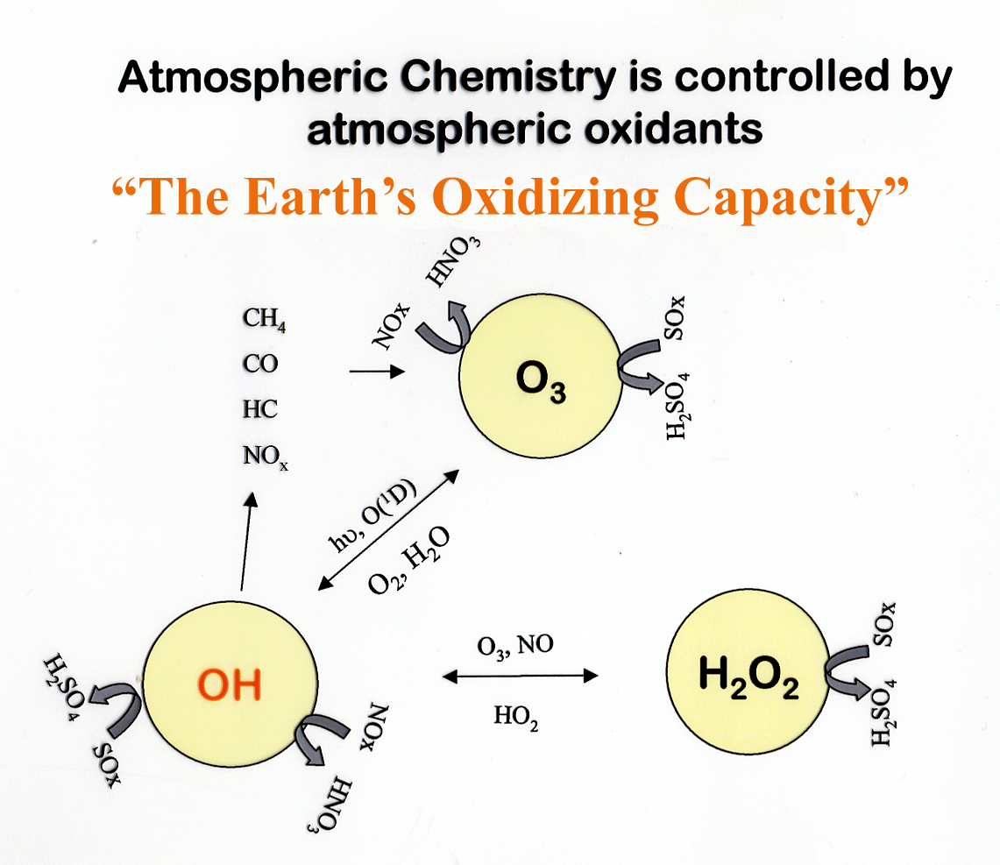 Atmospheric Chemistry is controlled by
atmospheric oxidants
“The Earth’s Oxidizing Capacity”
HNO₃
NOx
CH₄
CO
HC
NOₓ
O₃
SOx
H₂SO₄
hυ, O(¹D)
O₂, H₂O
OH
H₂SO₄
SOx
NOx
HNO₃
O₃, NO
HO₂
H₂O₂
SOx
H₂SO₄